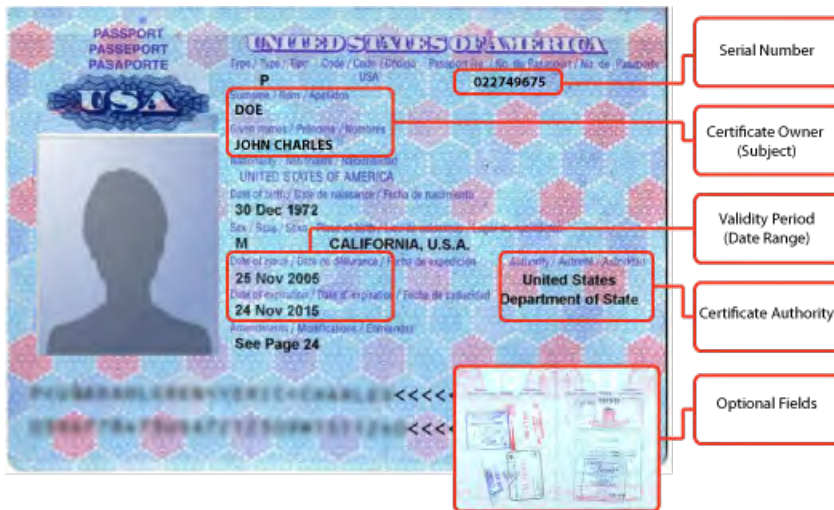 PASSPORT
PASSEPORT
PASAPORTE
USA
UNITED STATES OF AMERICA
Type / Type / Tipo Code / Code / Código Passport No. / No. du Passeport / No. de Pasaporte
P USA 022749675
Surname / Nom / Apellidos
DOE
Given names / Prénoms / Nombres
JOHN CHARLES
Nationality / Nationalité / Nacionalidad
UNITED STATES OF AMERICA
Date of birth / Date de naissance / Fecha de nacimiento
30 Dec 1972
Sex / Sexe / Sexo Place of birth / Lieu de naissance / Lugar de nacimiento
M CALIFORNIA, U.S.A.
Date of issue / Date de délivrance / Fecha de expedición Authority / Autorité / Autoridad
25 Nov 2005 United States
Date of expiration / Date d'expiration / Fecha de caducidad Department of State
24 Nov 2015
Amendments / Modifications / Enmiendas
See Page 24
<<<<<
<<<<
Serial Number
Certificate Owner
(Subject)
Validity Period
(Date Range)
Certificate Authority
Optional Fields